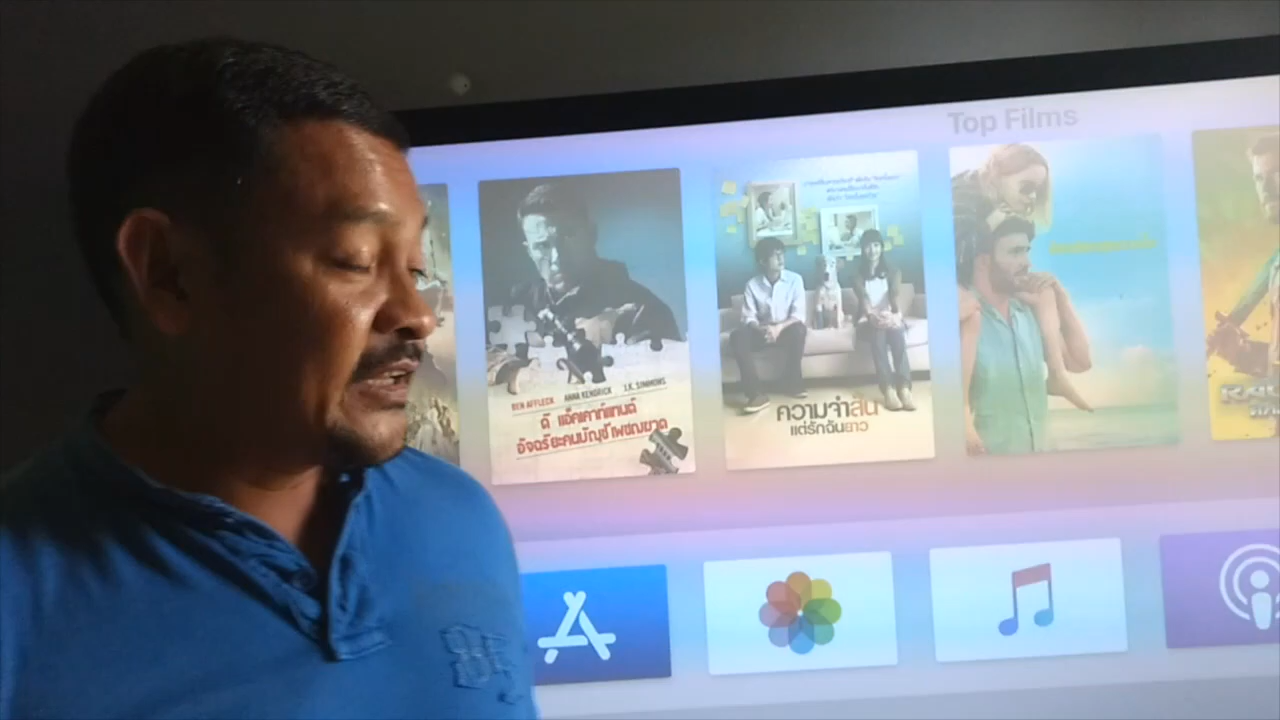 Top Films
BEN AFFLECK ANNA KENDRICK J.K. SIMMONS
ดิ แอ็คเคาท์แทนต์
อัจฉริยะคนบัญชีเพชฌฆาต
ความจำสั้น
แต่รักฉันยาว